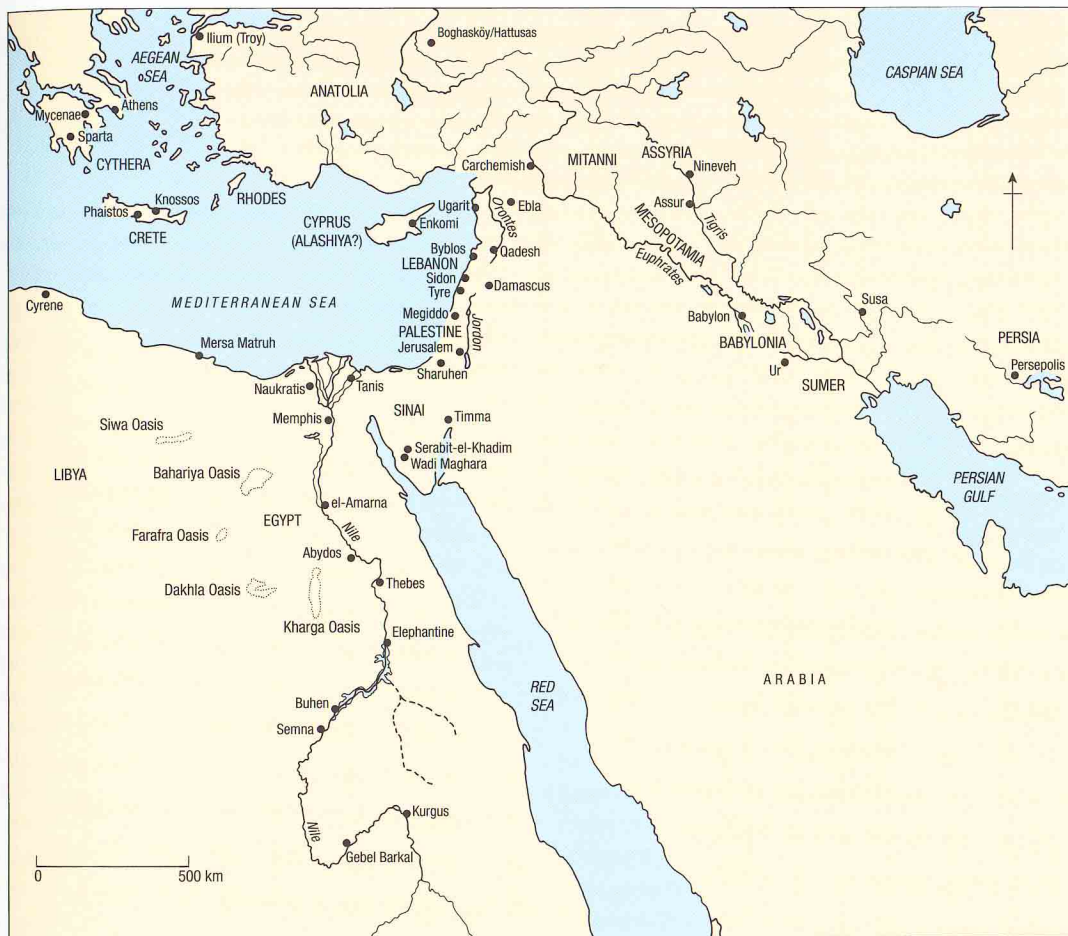 Ilium (Troy)
Boghasköy/Hattusas
AEGEAN
SEA
CASPIAN SEA
ANATOLIA
Athens
Mycenae
Sparta
CYTHERA
MITANNI
ASSYRIA
Nineveh
Carchemish
Knossos
Phaistos
CRETE
RHODES
CYPRUS
(ALASHIYA?)
Enkomi
Ugarit
Orontes
Ebla
Assur
Tigris
MESOPOTAMIA
Euphrates
Byblos
LEBANON
Qadesh
Sidon
Tyre
Damascus
Cyrene
MEDITERRANEAN SEA
Megiddo
PALESTINE
Jordon
Jerusalem
Sharuhen
Babylon
BABYLONIA
Susa
PERSIA
Persepolis
Ur
SUMER
Mersa Matruh
Naukratis
Tanis
Memphis
SINAI
Timma
Serabit-el-Khadim
Wadi Maghara
Siwa Oasis
LIBYA
Bahariya Oasis
PERSIAN
GULF
el-Amarna
EGYPT
Nile
Farafra Oasis
Abydos
Dakhla Oasis
Thebes
Kharga Oasis
Elephantine
RED
SEA
ARABIA
Buhen
Semna
Kurgus
Nile
Gebel Barkal
0
500 km